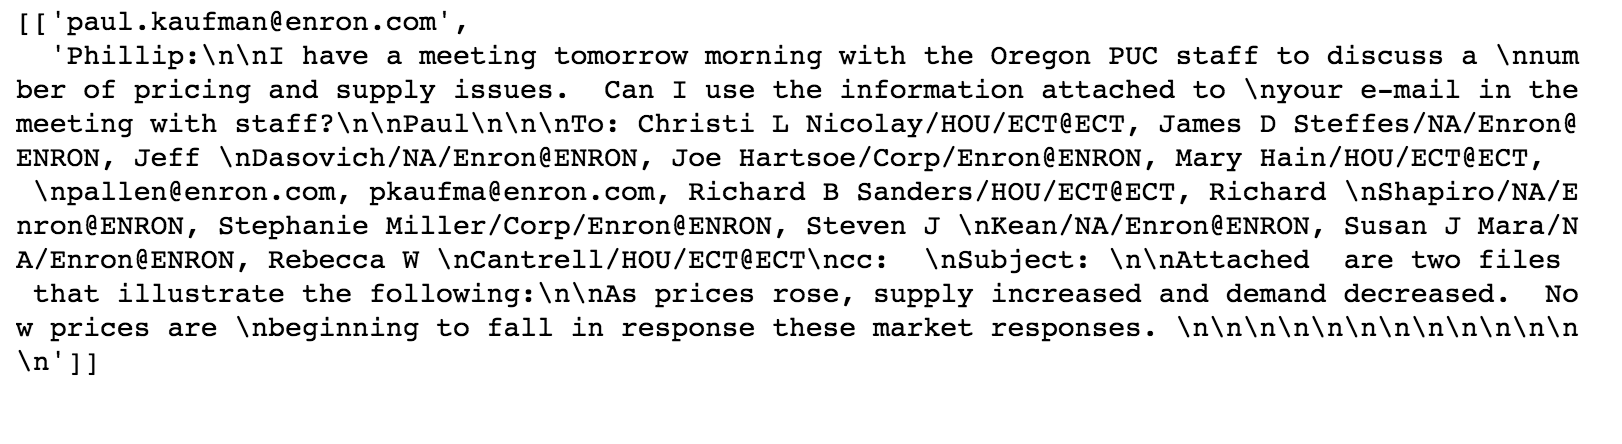 [['paul.kaufman@enron.com',
  'Phillip:\n\nI have a meeting tomorrow morning with the Oregon PUC staff to discuss a \nnum
ber of pricing and supply issues.  Can I use the information attached to \nyour e-mail in the
meeting with staff?\n\nPaul\n\n\nTo: Christi L Nicolay/HOU/ECT@ECT, James D Steffes/NA/Enron@
ENRON, Jeff \nDasovich/NA/Enron@ENRON, Joe Hartsoe/Corp/Enron@ENRON, Mary Hain/HOU/ECT@ECT,
 \npallen@enron.com, pkaufma@enron.com, Richard B Sanders/HOU/ECT@ECT, Richard \nShapiro/NA/E
nron@ENRON, Stephanie Miller/Corp/Enron@ENRON, Steven J \nKean/NA/Enron@ENRON, Susan J Mara/N
A/Enron@ENRON, Rebecca W \nCantrell/HOU/ECT@ECT\ncc:  \nSubject: \n\nAttached  are two files
 that illustrate the following:\n\nAs prices rose, supply increased and demand decreased.  No
w prices are \nbeginning to fall in response these market responses. \n\n\n\n\n\n\n\n\n\n\n\n
\n']]